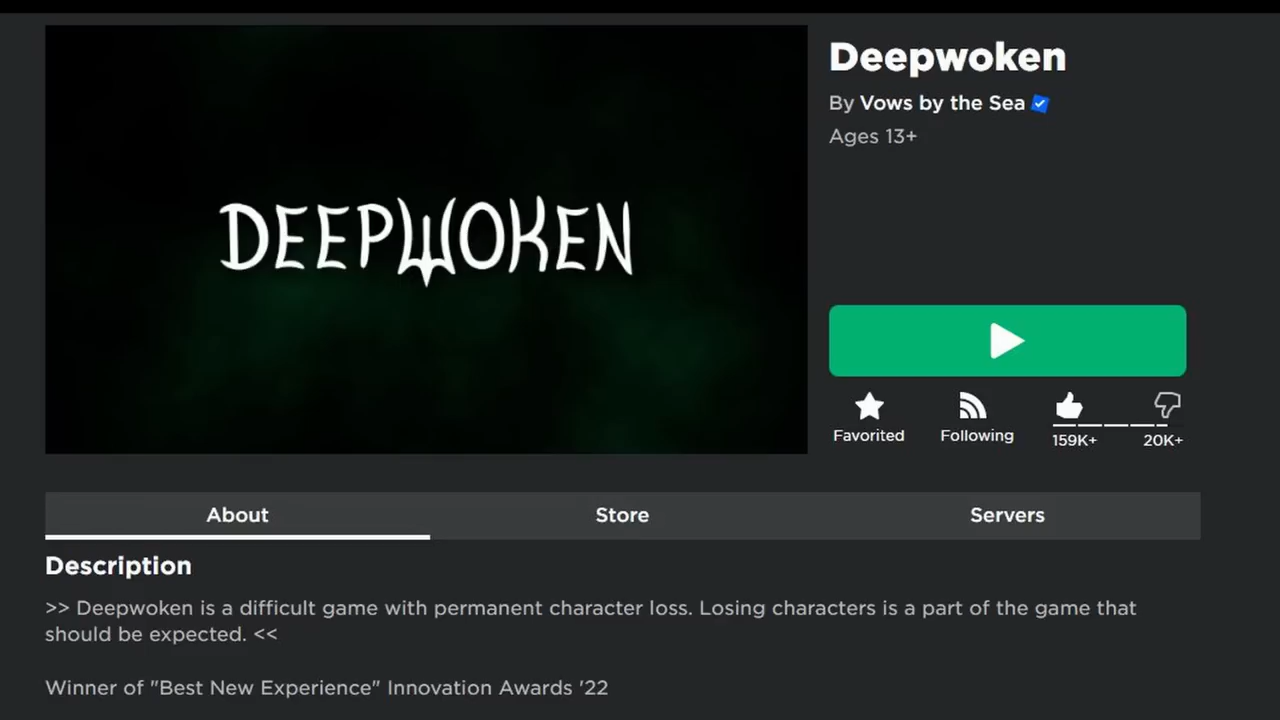 DEEPWOKEN
Deepwoken
By Vows by the Sea
Ages 13+
Favorited
Following
159K+
20K+
About
Store
Servers
Description
>> Deepwoken is a difficult game with permanent character loss. Losing characters is a part of the game that
should be expected. <<
Winner of "Best New Experience" Innovation Awards '22